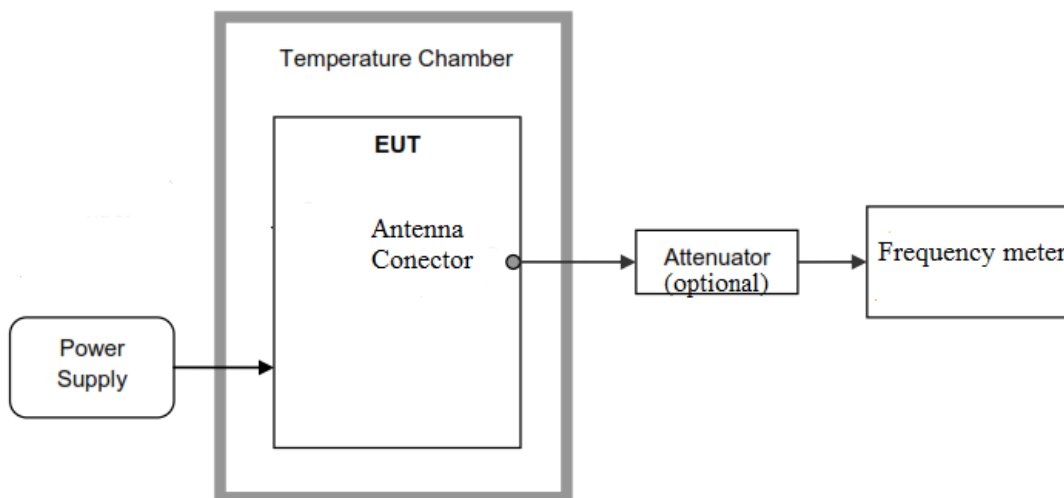 Temperature Chamber
EUT
Antenna
Conector
Attenuator
(optional)
Frequency meter
Power
Supply